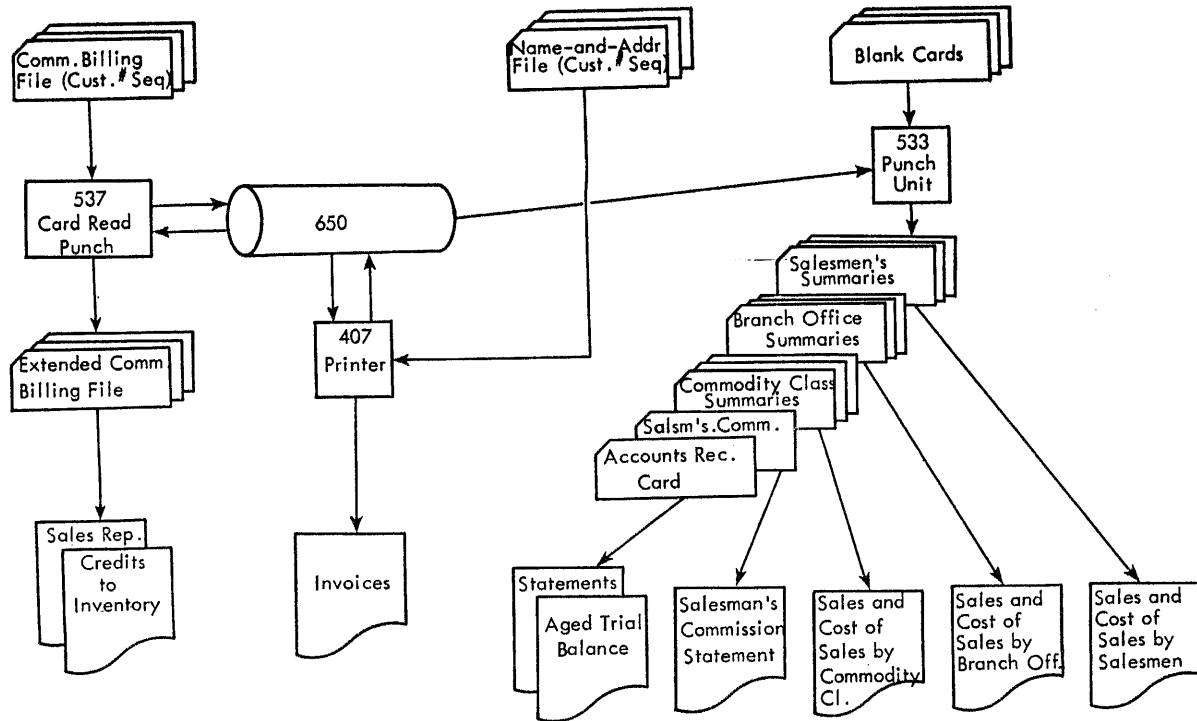 Comm.Billing
File (Cust.# Seq)
Name-and-Addr
File (Cust.# Seq)
Blank Cards
537
Card Read
Punch
650
533
Punch
Unit
407
Printer
Extended Comm.
Billing File
Salesmen's
Summaries
Branch Office
Summaries
Commodity Class
Summaries
Salsm's.Comm.
Accounts Rec.
Card
Sales Rep.
Credits
to
Inventory
Invoices
Statements
Aged Trial
Balance
Salesman's
Commission
Statement
Sales and
Cost of
Sales by
Commodity
Cl.
Sales and
Cost of
Sales by
Branch Off.
Sales and
Cost of
Sales by
Salesmen